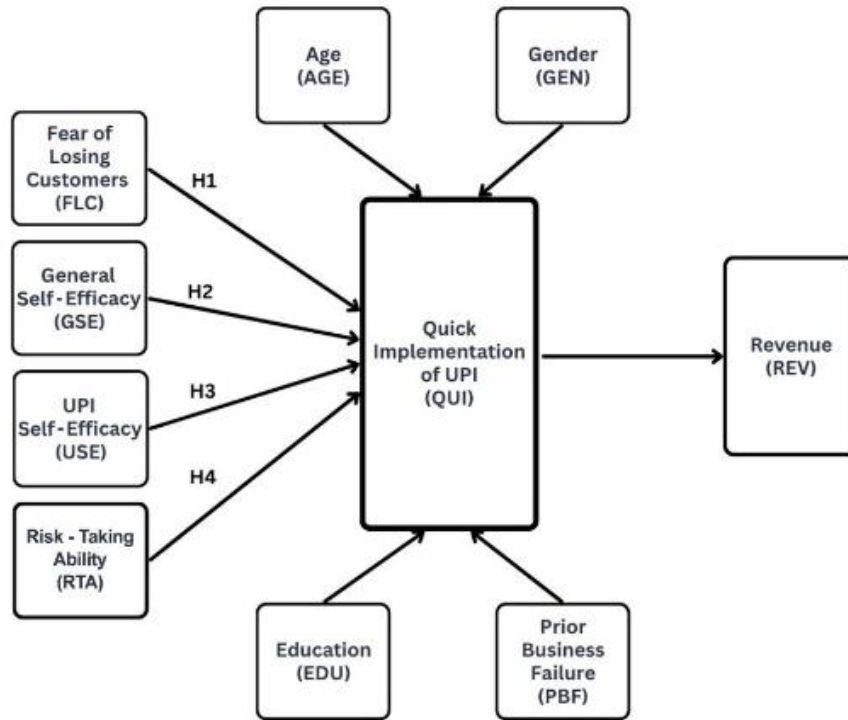 Age
(AGE)
Gender
(GEN)
Fear of
Losing
Customers
(FLC)
H1
General
Self-Efficacy
(GSE)
H2
UPI
Self-Efficacy
(USE)
H3
Risk - Taking
Ability
(RTA)
H4
Quick
Implementation
of UPI
(QUI)
Revenue
(REV)
Education
(EDU)
Prior
Business
Failure
(PBF)